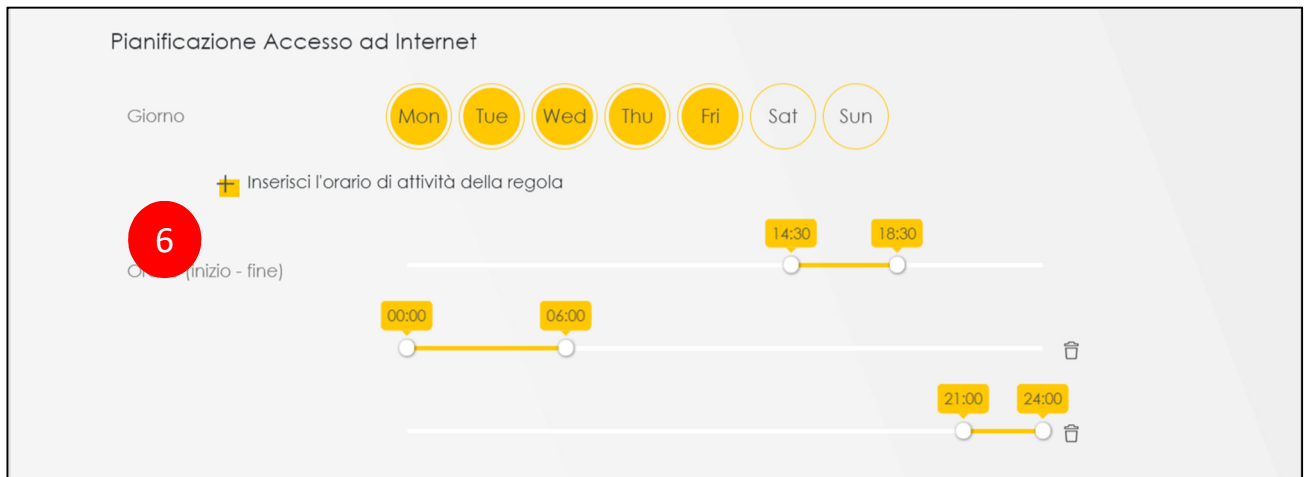 Pianificazione Accesso ad Internet
Giorno Mon Tue Wed Thu Fri Sat Sun
+ Inserisci l'orario di attività della regola
6
14:30 18:30
(inizio - fine)
00:00 06:00
21:00 24:00